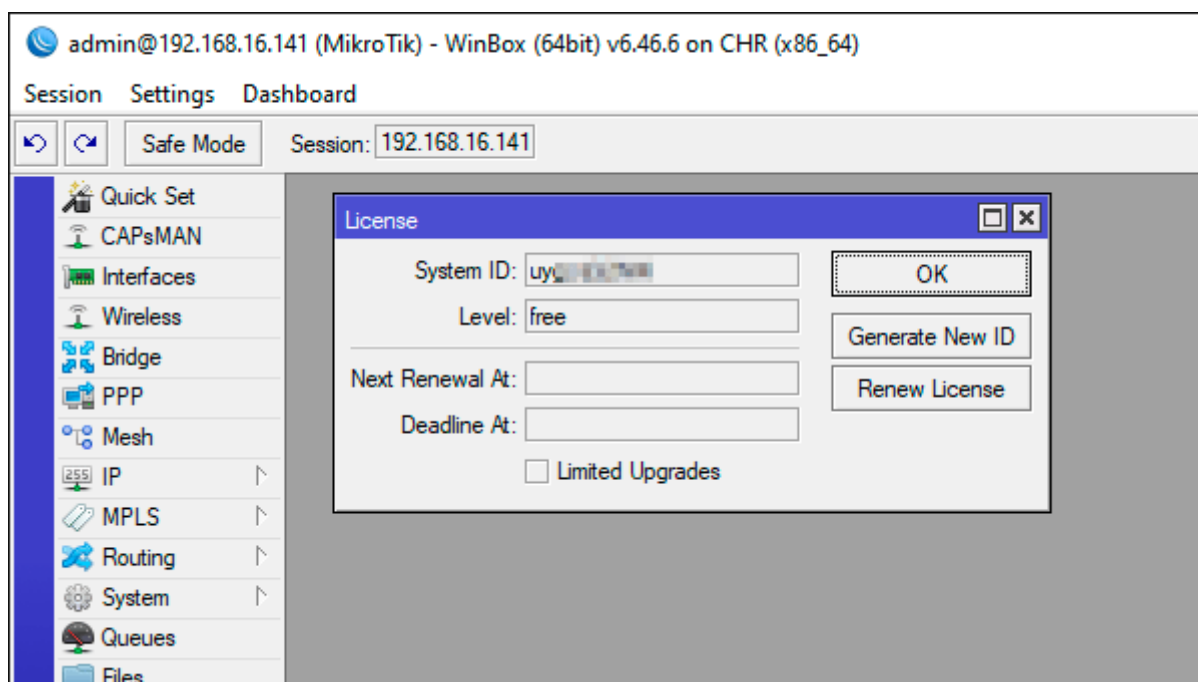 admin@192.168.16.141 (MikroTik) - WinBox (64bit) v6.46.6 on CHR (x86_64)
Session Settings Dashboard
Safe Mode Session: 192.168.16.141
Quick Set
CAPsMAN
Interfaces
Wireless
Bridge
PPP
Mesh
255 IP
MPLS
Routing
System
Queues
Files
License
System ID:
Level: free
Next Renewal At:
Deadline At:
Limited Upgrades
OK
Generate New ID
Renew License